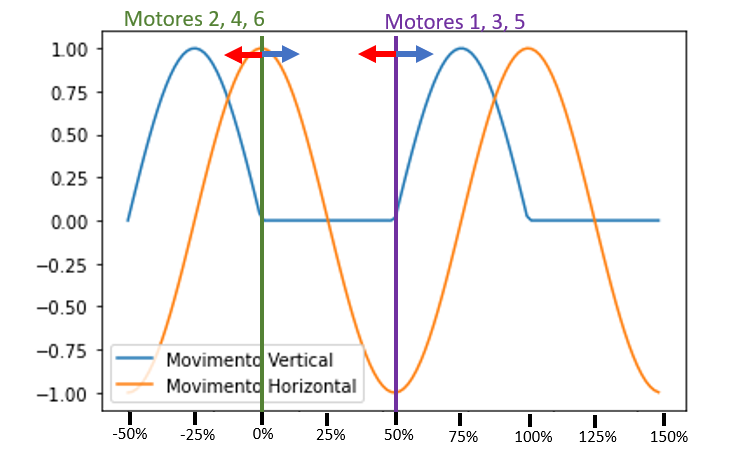 Motores 2, 4, 6
Motores 1, 3, 5
1.00
0.75
0.50
0.25
0.00
−0.25
−0.50
−0.75
−1.00
Movimento Vertical
Movimento Horizontal
-50% -25% 0% 25% 50% 75% 100% 125% 150%